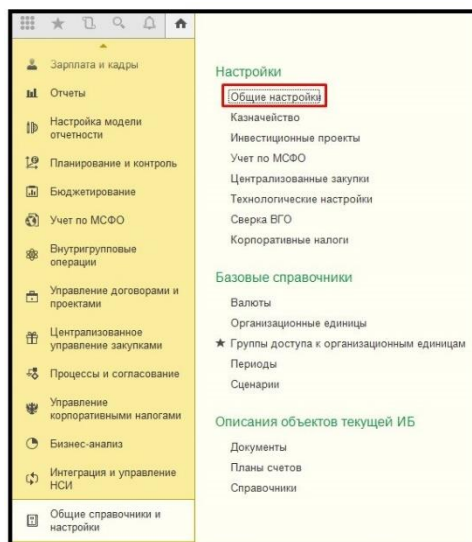 Зарплата и кадры
Отчеты
Настройка модели
отчетности
Планирование и контроль
Бюджетирование
Учет по МСФО
Внутригрупповые
операции
Управление договорами и
проектами
Централизованное
управление закупками
Процессы и согласование
Управление
корпоративными налогами
Бизнес-анализ
Интеграция и управление
НСИ
Общие справочники и
настройки
Настройки
Общие настройки
Казначейство
Инвестиционные проекты
Учет по МСФО
Централизованные закупки
Технологические настройки
Сверка ВГО
Корпоративные налоги
Базовые справочники
Валюты
Организационные единицы
Группы доступа к организационным единицам
Периоды
Сценарии
Описания объектов текущей ИБ
Документы
Планы счетов
Справочники